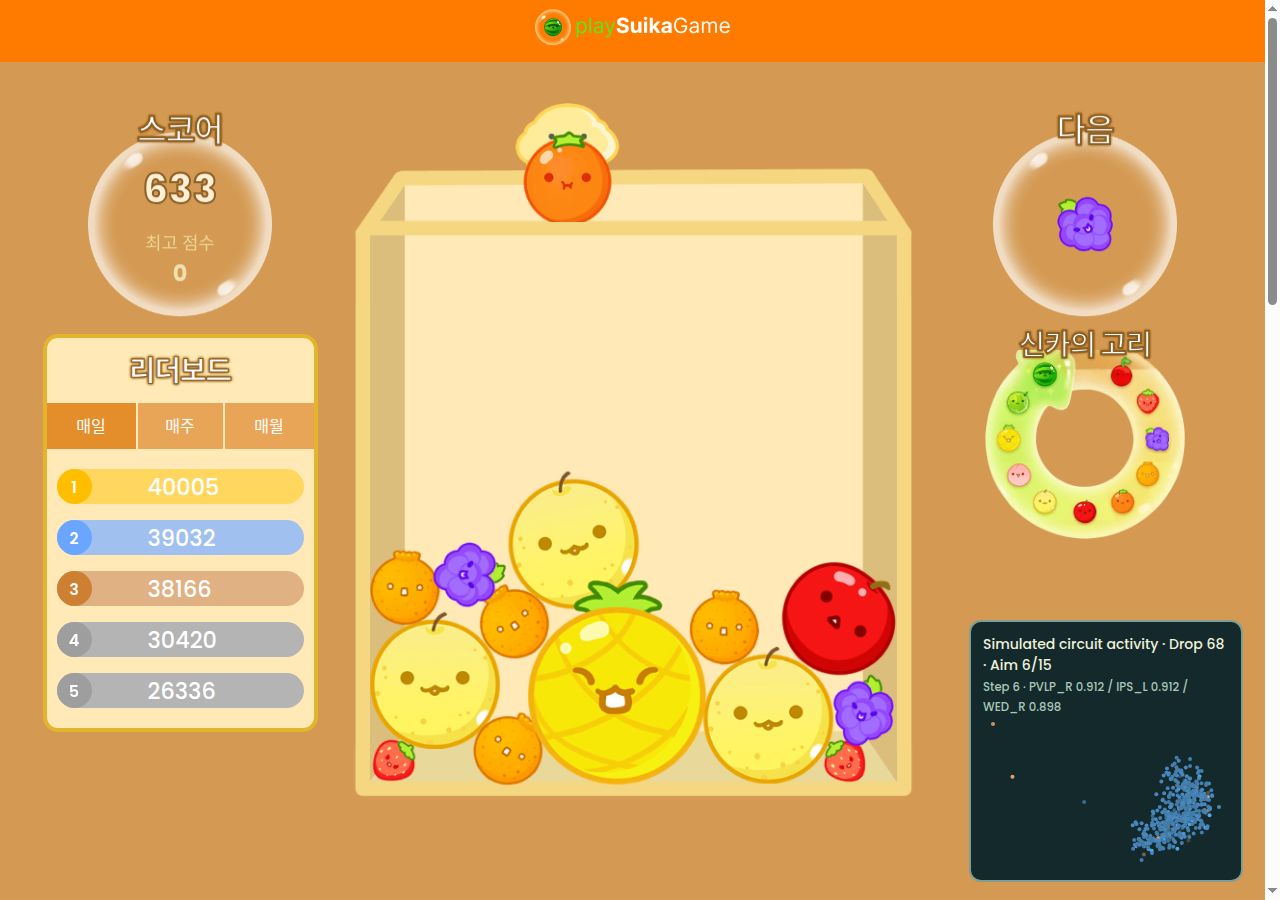 playSuikaGame
스코어
633
최고 점수
0
리더보드
매일
매주
매월
1 40005
2 39032
3 38166
4 30420
5 26336
다음
신카의 고리
Simulated circuit activity · Drop 68
· Aim 6/15
Step 6 · PVLP_R 0.912 / IPS_L 0.912 /
WED_R 0.898